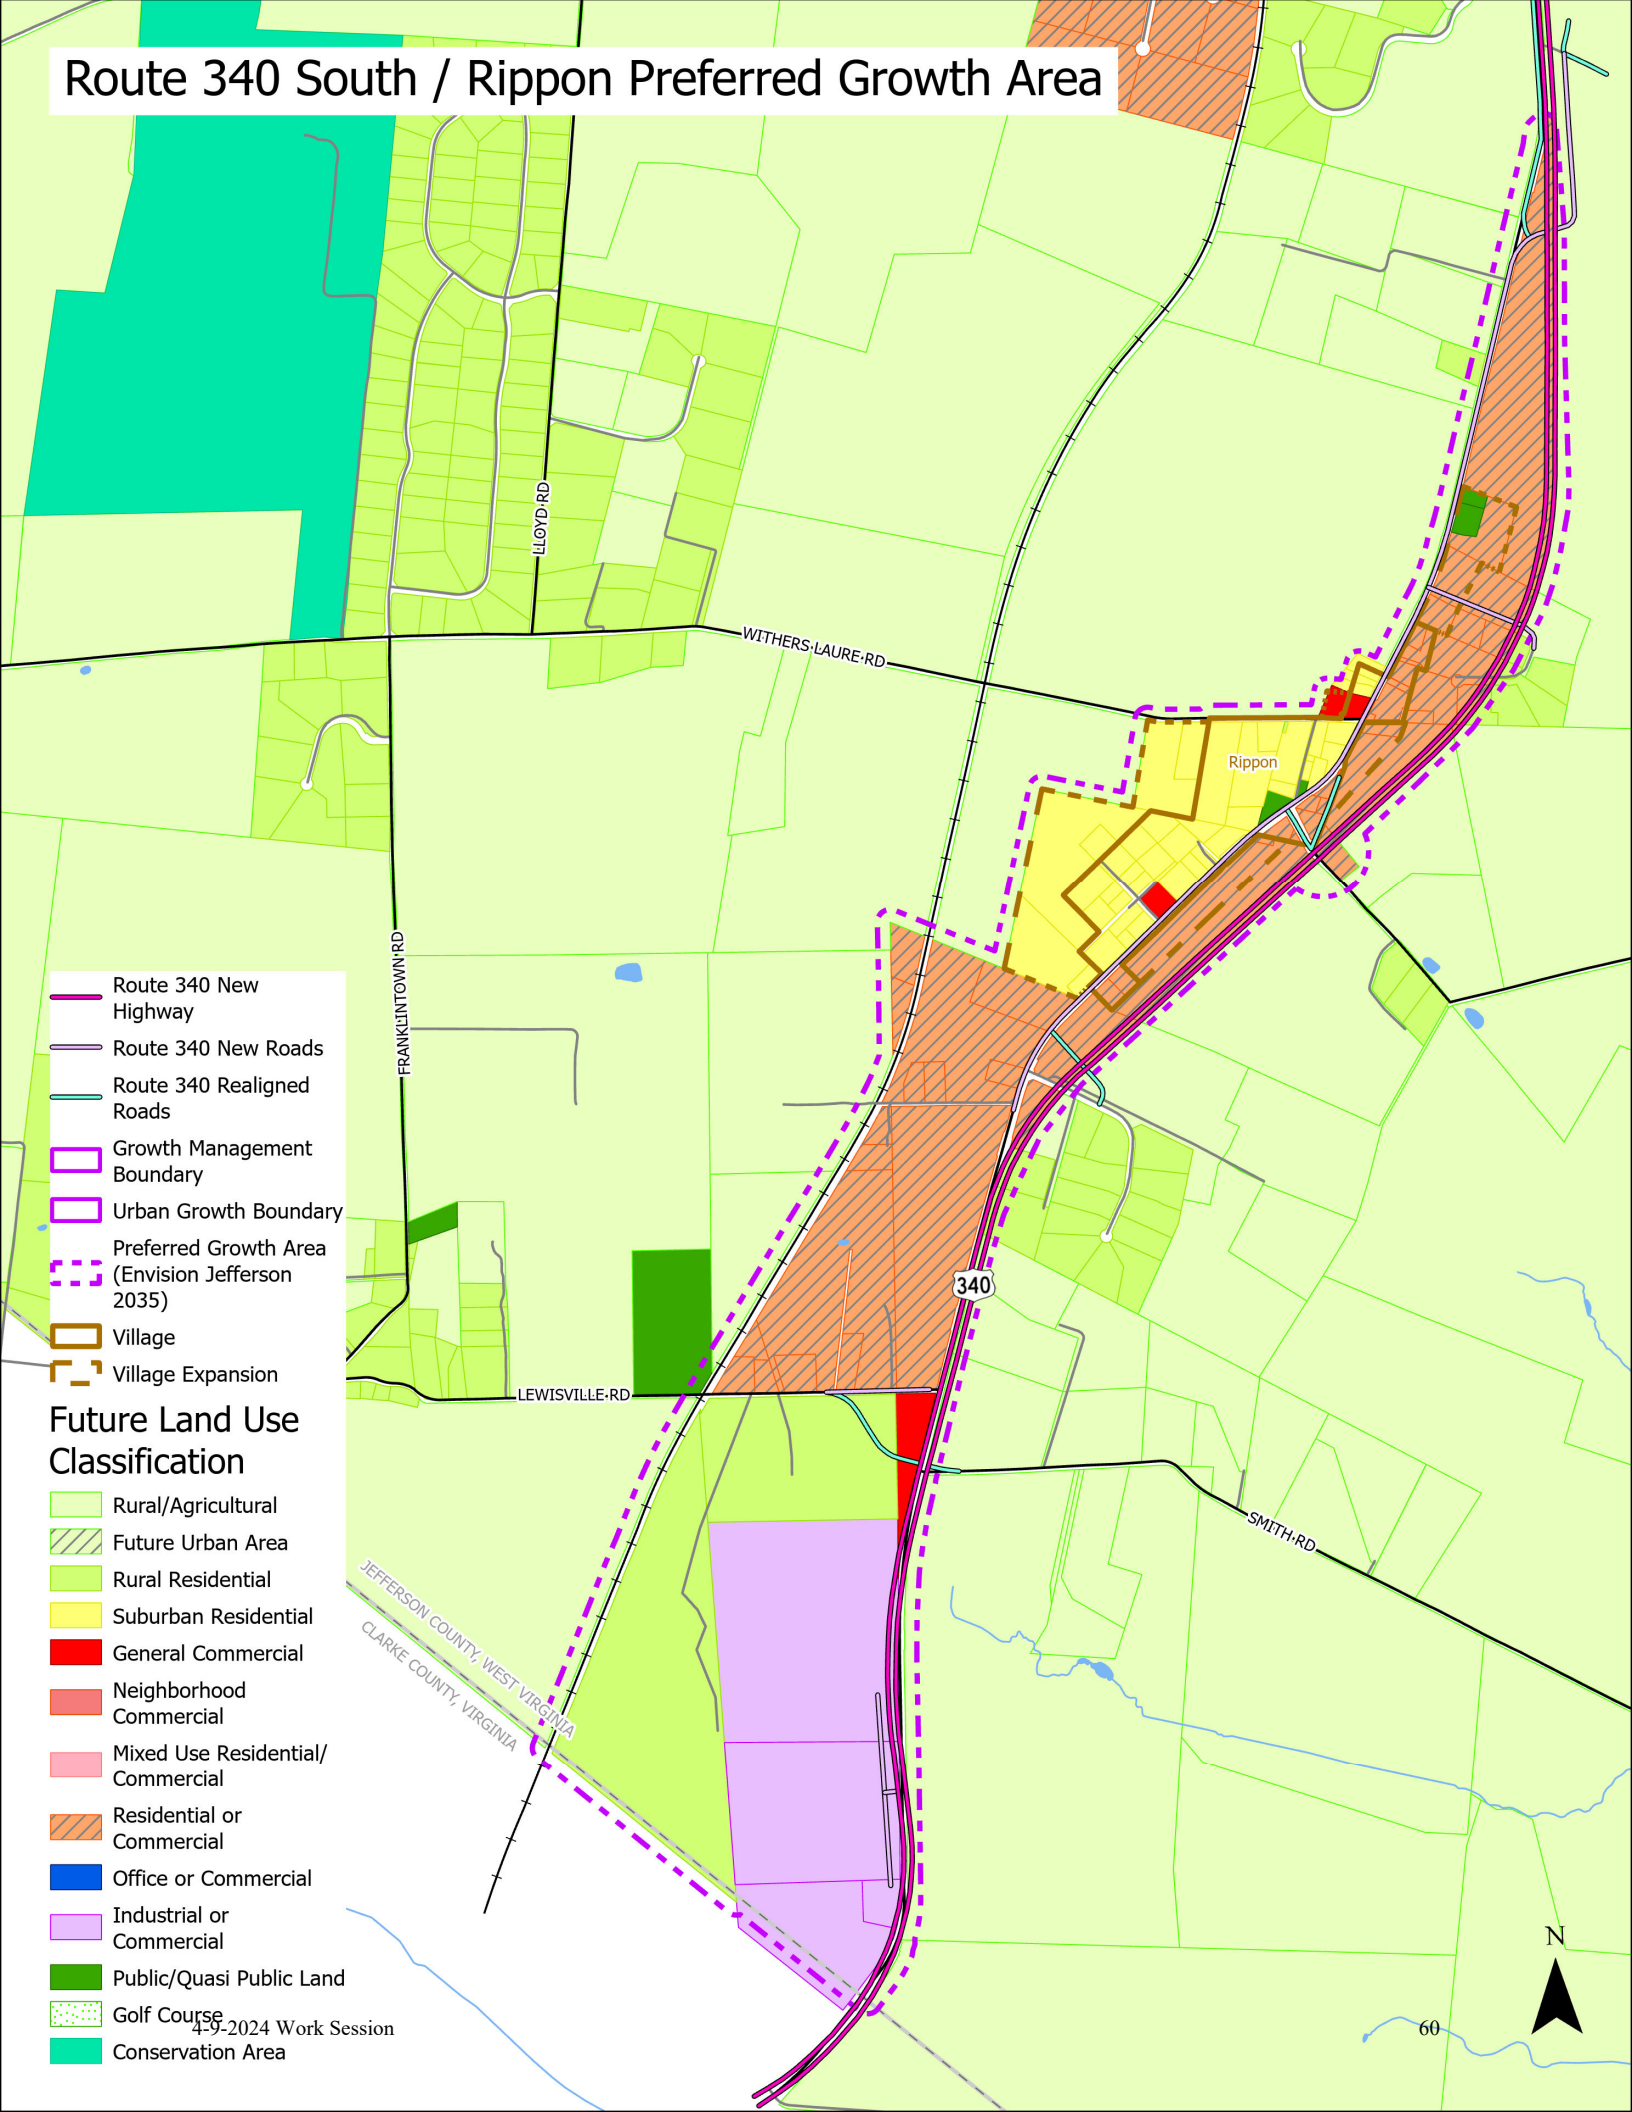 Route 340 South / Rippon Preferred Growth Area
LLOYD RD
WITHERS LAURE RD
Rippon
FRANKLINTOWN RD
340
LEWISVILLE RD
SMITH RD
JEFFERSON COUNTY, WEST VIRGINIA
CLARKE COUNTY, VIRGINIA
Route 340 New
Highway
Route 340 New Roads
Route 340 Realigned
Roads
Growth Management
Boundary
Urban Growth Boundary
Preferred Growth Area
(Envision Jefferson
2035)
Village
Village Expansion
Future Land Use
Classification
Rural/Agricultural
Future Urban Area
Rural Residential
Suburban Residential
General Commercial
Neighborhood
Commercial
Mixed Use Residential/
Commercial
Residential or
Commercial
Office or Commercial
Industrial or
Commercial
Public/Quasi Public Land
Golf Course
Conservation Area
N
4-9-2024 Work Session
60